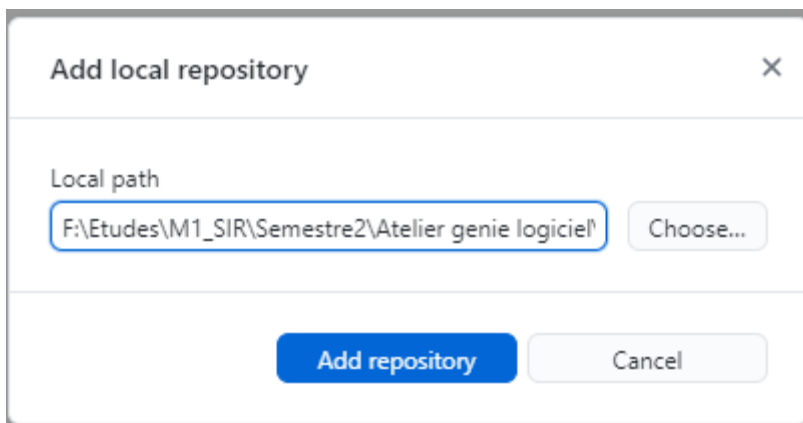 Add local repository
Local path
F:\Etudes\M1_SIR\Semestre2\Atelier genie logiciel\
Choose...
Add repository
Cancel